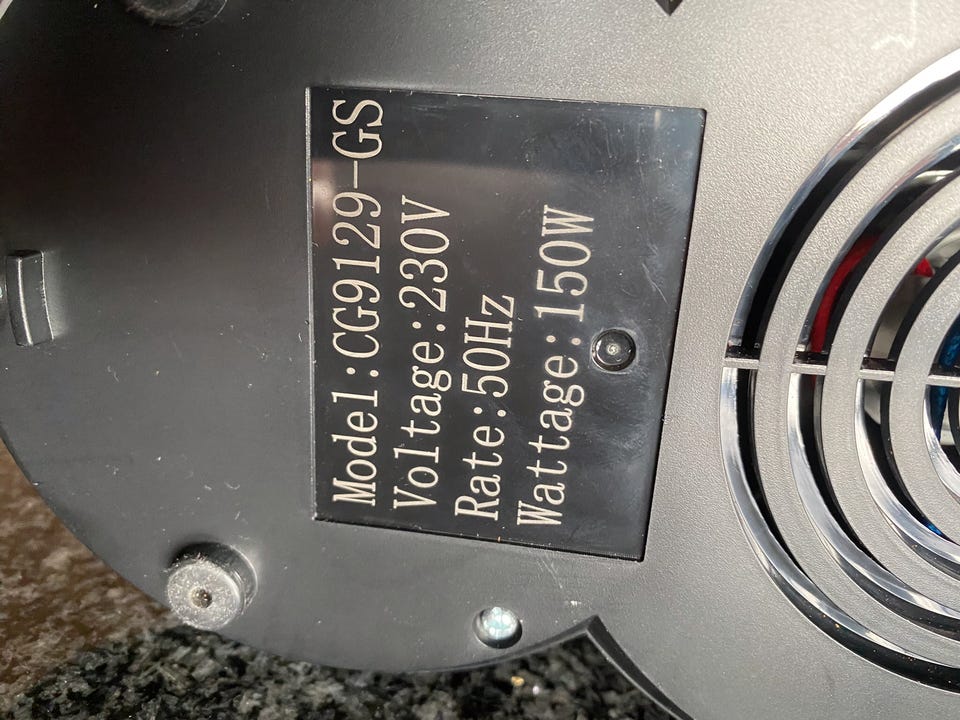 Model:CG9129-GS
Voltage:230V
Rate:50Hz
Wattage:150W